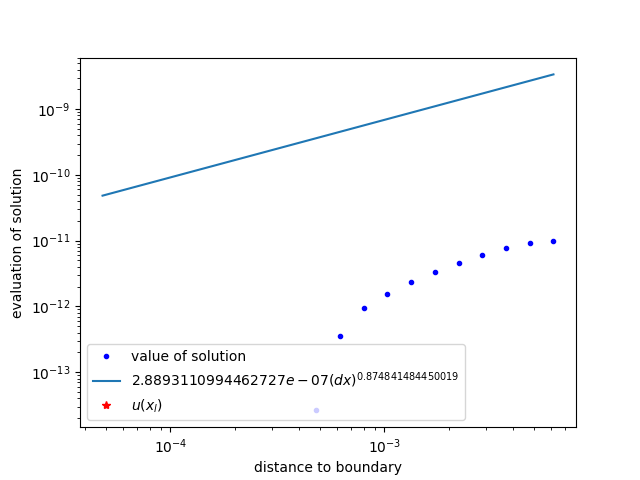 10⁻⁹
10⁻¹⁰
10⁻¹¹
10⁻¹²
10⁻¹³
evaluation of solution
value of solution
2.8893110994462727e − 07(dx)^0.874841484450019
u(x_l)
10⁻⁴
10⁻³
distance to boundary